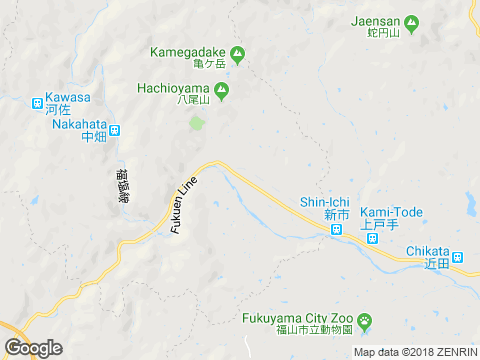 Jaensan
蛇円山
Kamegadake
亀ケ岳
Hachioyama
八尾山
Kawasa
河佐
Nakahata
中畑
福塩線
Fukuen Line
Shin-Ichi
新市
Kami-Tode
上戸手
Chikata
近田
Fukuyama City Zoo
福山市立動物園
Google
Map data ©2018 ZENRIN